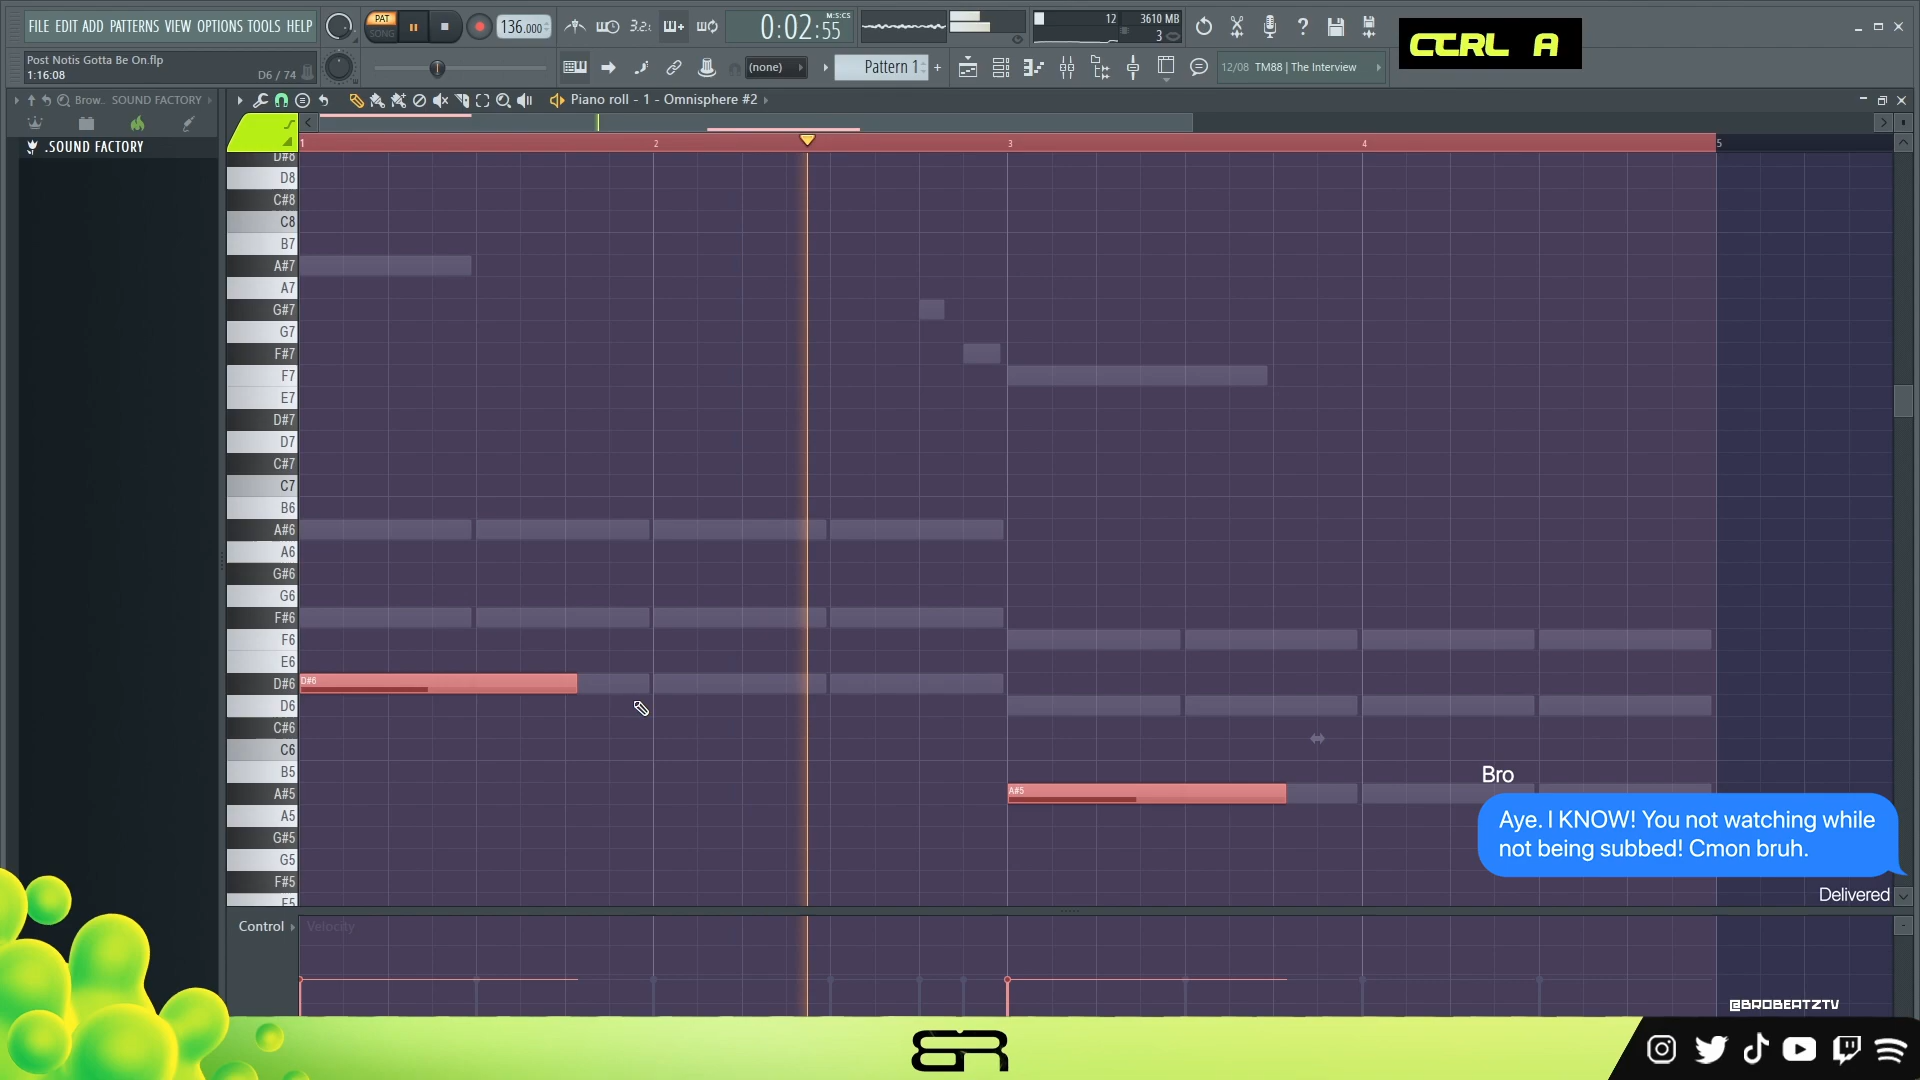 FILE EDIT ADD PATTERNS VIEW OPTIONS TOOLS HELP
PAT
SONG
136.000
M:S:CS
0:02:55
12
3610 MB
3
CTRL A
Post Notis Gotta Be On.flp
1:16:08
D6 / 74
(none)
Pattern 1
12/08 TM88 | The Interview
Brow..
SOUND FACTORY
Piano roll - 1 - Omnisphere #2
.SOUND FACTORY
1
2
3
4
5
D#8
D8
C#8
C8
B7
A#7
A7
G#7
G7
F#7
F7
E7
D#7
D7
C#7
C7
B6
A#6
A6
G#6
G6
F#6
F6
E6
D#6
D#6
D6
C#6
C6
B5
A#5
A#5
A5
G#5
G5
F#5
F5
Bro
Aye. I KNOW! You not watching while
not being subbed! Cmon bruh.
Delivered
Control
Velocity
@BROBEATZTV
BR